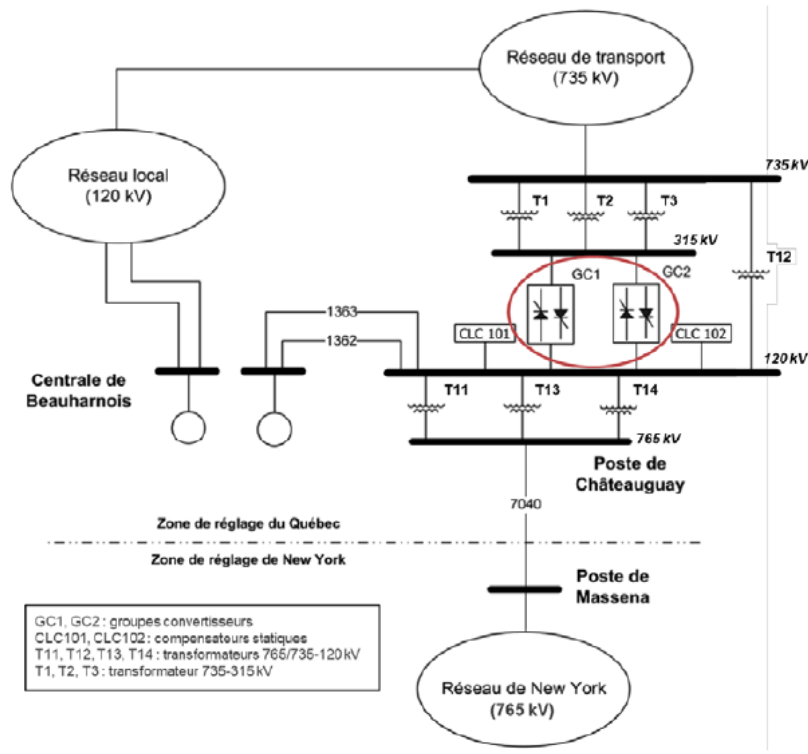 Réseau de transport
(735 kV)
Réseau local
(120 kV)
735 kV
T1
T2
T3
315 kV
T12
GC1
GC2
1363
1362
CLC 101
CLC 102
120 kV
Centrale de
Beauharnois
T11
T13
T14
765 kV
Poste de
Châteauguay
7040
Zone de réglage du Québec
Zone de réglage de New York
Poste de
Massena
GC1, GC2 : groupes convertisseurs
CLC101, CLC102 : compensateurs statiques
T11, T12, T13, T14 : transformateurs 765/735-120 kV
T1, T2, T3 : transformateur 735-315 kV
Réseau de New York
(765 kV)